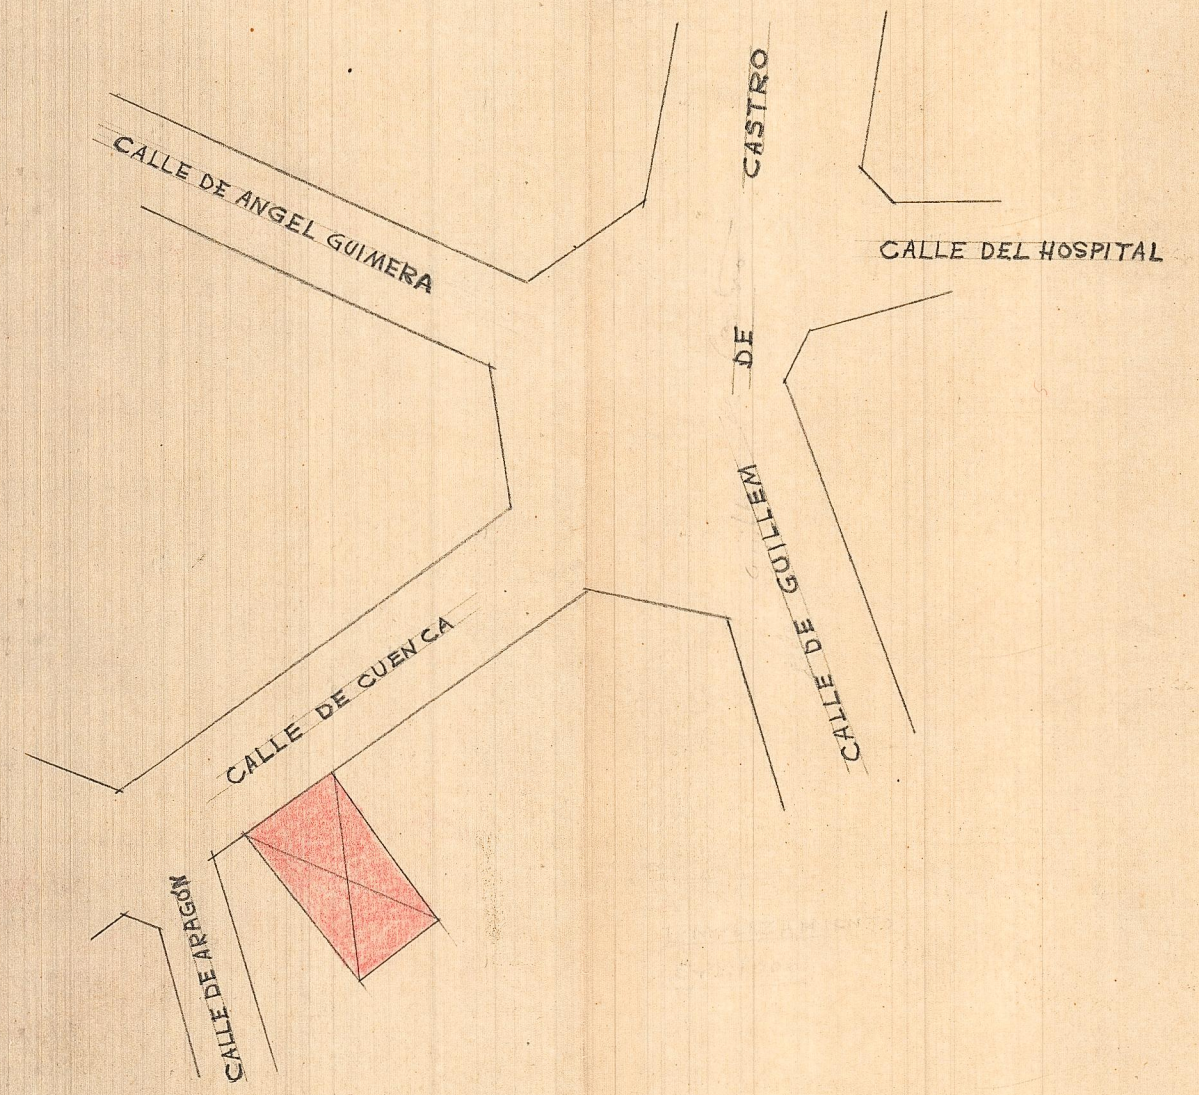 CALLE DE ANGEL GUIMERA
CALLE DE GUILLEM DE CASTRO
CALLE DEL HOSPITAL
CALLE DE CUENCA
CALLE DE ARAGÓN